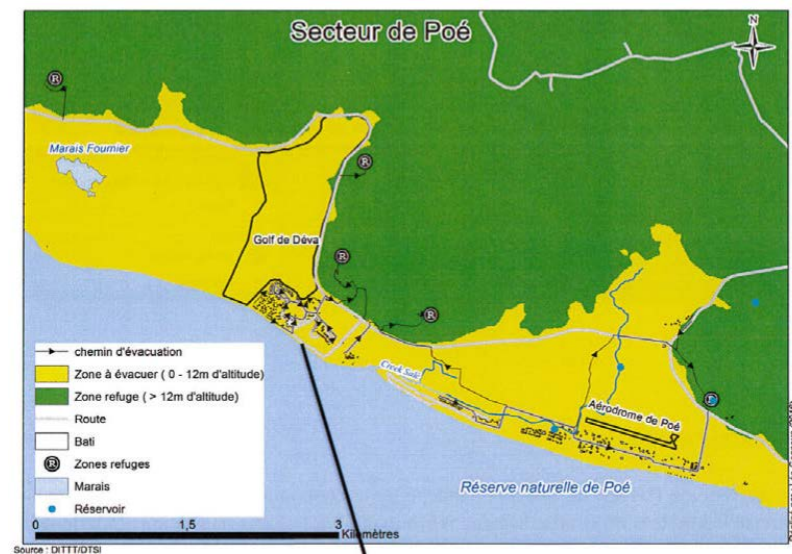 Secteur de Poé
N
R
Marais Fournier
R
Golf de Déva
R
R
chemin d'évacuation
Zone à évacuer ( 0 - 12m d'altitude)
Zone refuge ( > 12m d'altitude)
Route
Bati
R Zones refuges
Marais
Réservoir
Creek Salé
R
Aérodrome de Poé
Réserve naturelle de Poé
0 1,5 3
Kilomètres
Source : DITTT/DTSI